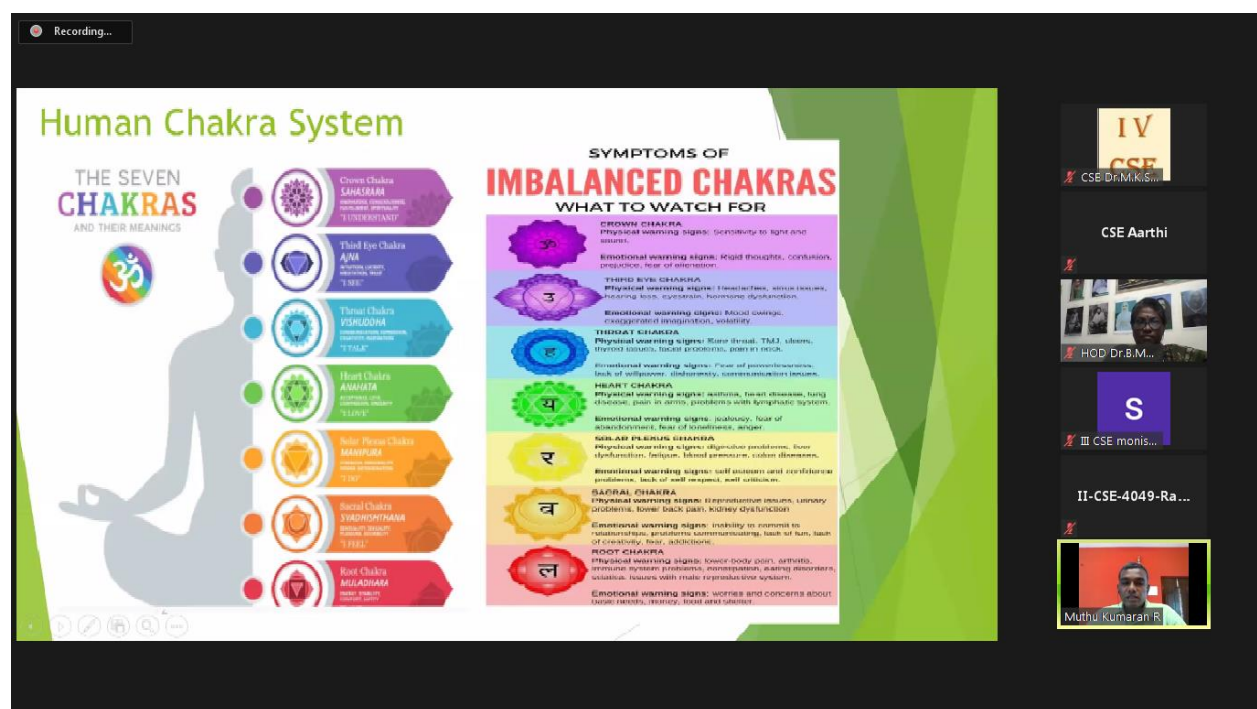 Recording...
Human Chakra System
THE SEVEN
CHAKRAS
AND THEIR MEANINGS
ॐ
Crown Chakra
SAHASRARA
"I UNDERSTAND"
Third Eye Chakra
AJNA
"I SEE"
Throat Chakra
VISHUDDHA
"I TALK"
Heart Chakra
ANAHATA
"I LOVE"
Solar Plexus Chakra
MANIPURA
"I DO"
Sacral Chakra
SVADHISHTHANA
"I FEEL"
Root Chakra
MULADHARA
SYMPTOMS OF
IMBALANCED CHAKRAS
WHAT TO WATCH FOR
ॐ
CROWN CHAKRA
Physical warning signs: Sensitivity to light and
sound.
Emotional warning signs: Rigid thoughts, confusion,
prejudice, fear of alienation.
उ
THIRD EYE CHAKRA
Physical warning signs: Headaches, sinus issues,
hearing loss, eyestrain, hormone dysfunction.
Emotional warning signs: Mood swings,
exaggerated imagination, volatility.
ह
THROAT CHAKRA
Physical warning signs: throat, TMJ, ulcers,
thyroid issues, facial problems, pain in neck.
Emotional warning signs: Fear of powerlessness,
lack of willpower, dishonesty, communication issues.
य
HEART CHAKRA
Physical warning signs: asthma, heart disease, lung
disease, pain in arms, problems with lymphatic system.
Emotional warning signs: jealousy, fear of
abandonment, fear of loneliness, anger.
र
SOLAR PLEXUS CHAKRA
Physical warning signs: digestive problems, liver
dysfunction, fatigue, blood pressure, colon diseases.
Emotional warning signs: self esteem and confidence
problems, lack of self respect, self criticism.
व
SACRAL CHAKRA
Physical warning signs: Reproductive issues, urinary
problems, lower back pain, kidney dysfunction
Emotional warning signs: Inability to commit to
relationships, problems communicating, lack of fun, lack
of creativity, fear, addictions.
ल
ROOT CHAKRA
Physical warning signs: lower-body pain, arthritis,
immune system problems, constipation, eating disorders,
sciatica, issues with male reproductive system.
Emotional warning signs: worries and concerns about
basic needs, money, food and shelter.
IV
CSE
CSE Dr.M.K.S...
CSE Aarthi
HOD Dr.B.M...
S
III CSE monis...
II-CSE-4049-Ra...
Muthu Kumaran R